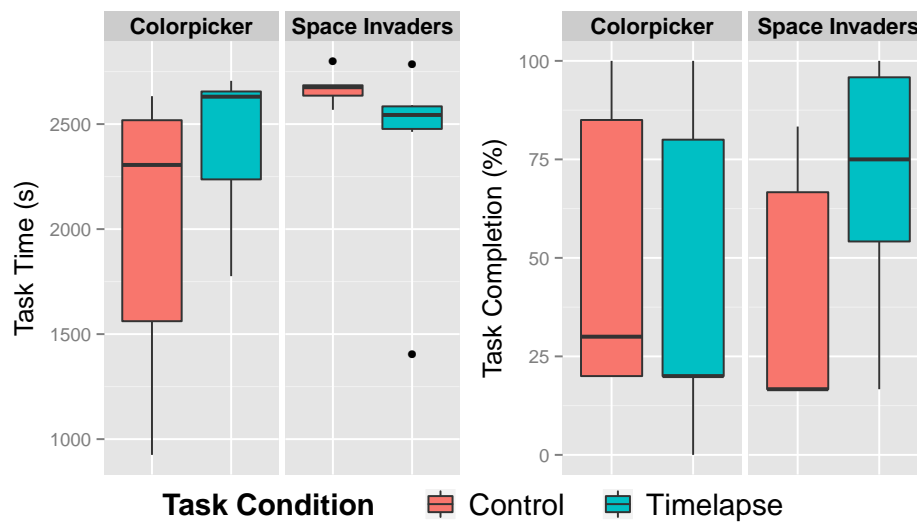 Colorpicker
Space Invaders
Task Time (s)
2500
2000
1500
1000
Colorpicker
Space Invaders
Task Completion (%)
100
75
50
25
0
Task Condition
Control
Timelapse